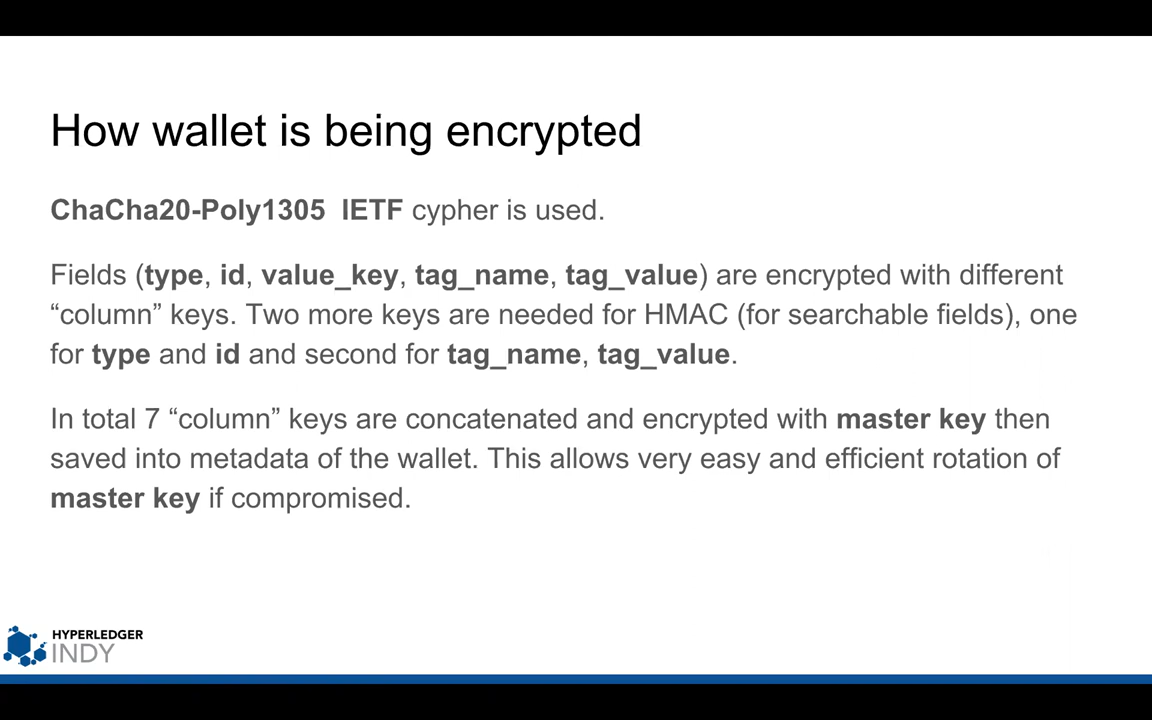 How wallet is being encrypted
ChaCha20-Poly1305 IETF cypher is used.
Fields (type, id, value_key, tag_name, tag_value) are encrypted with different
“column” keys. Two more keys are needed for HMAC (for searchable fields), one
for type and id and second for tag_name, tag_value.
In total 7 “column” keys are concatenated and encrypted with master key then
saved into metadata of the wallet. This allows very easy and efficient rotation of
master key if compromised.
HYPERLEDGER
INDY